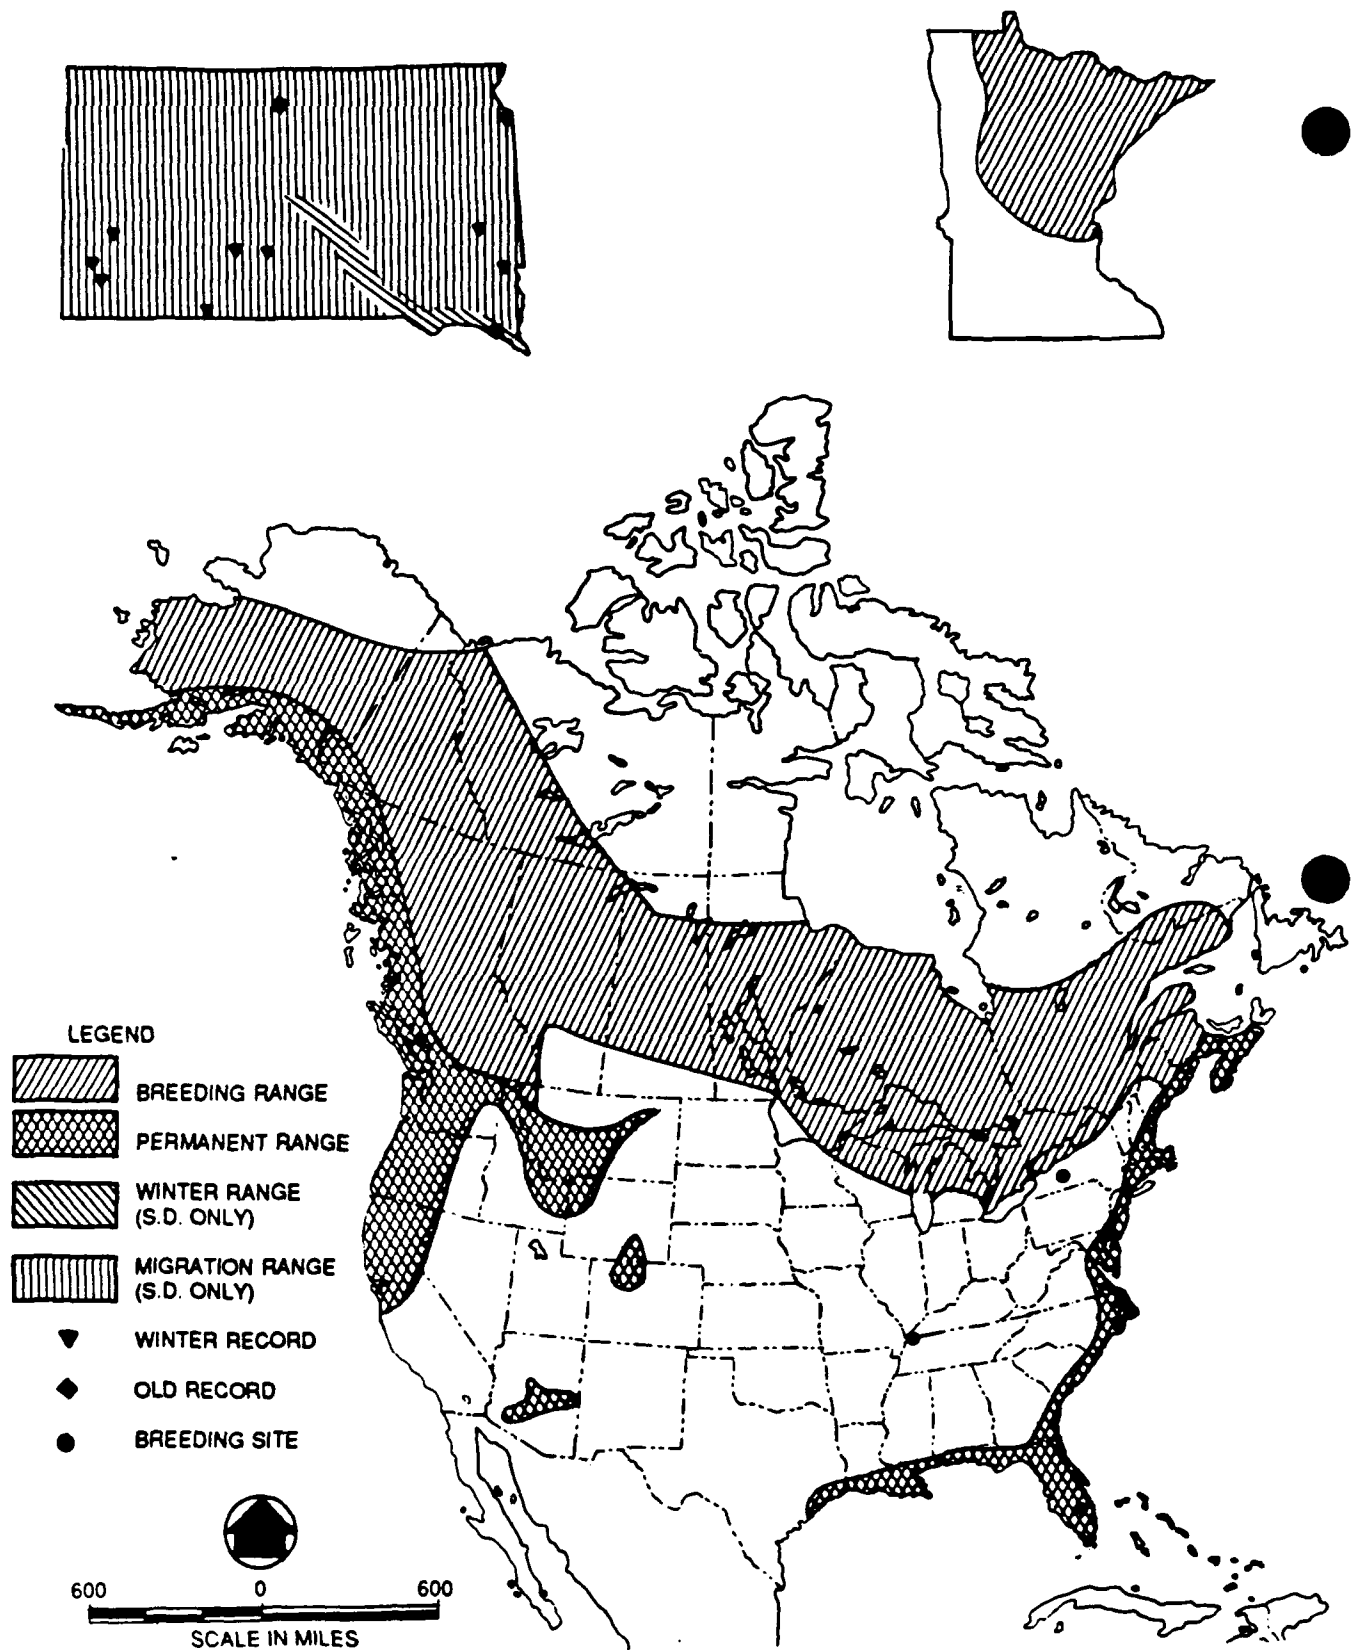 LEGEND
BREEDING RANGE
PERMANENT RANGE
WINTER RANGE
(S.D. ONLY)
MIGRATION RANGE
(S.D. ONLY)
WINTER RECORD
OLD RECORD
BREEDING SITE
600 0 600
SCALE IN MILES